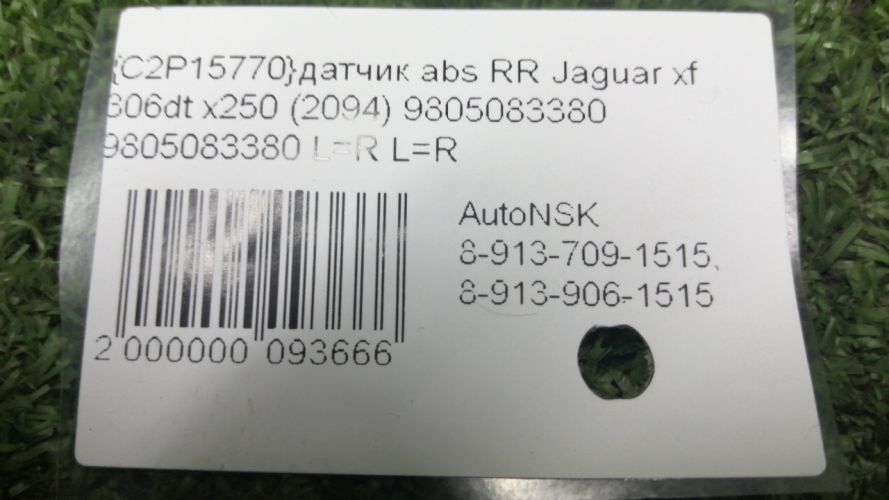 {C2P15770}датчик abs RR Jaguar xf
306dt x250 (2094) 9805083380
9805083380 L=R L=R
AutoNSK
8-913-709-1515,
8-913-906-1515
2 000000 093666